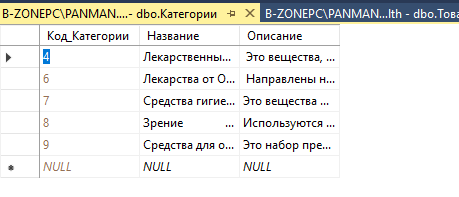 B-ZONEPC\PANMAN....- dbo.Категории B-ZONEPC\PANMAN...lth - dbo.Това
Код_Категории Название Описание
4 Лекарственны... Это вещества, ...
6 Лекарства от О... Направлены н...
7 Средства гигие... Это вещества ...
8 Зрение ... Используются ...
9 Средства для о... Это набор пре...
NULL NULL NULL